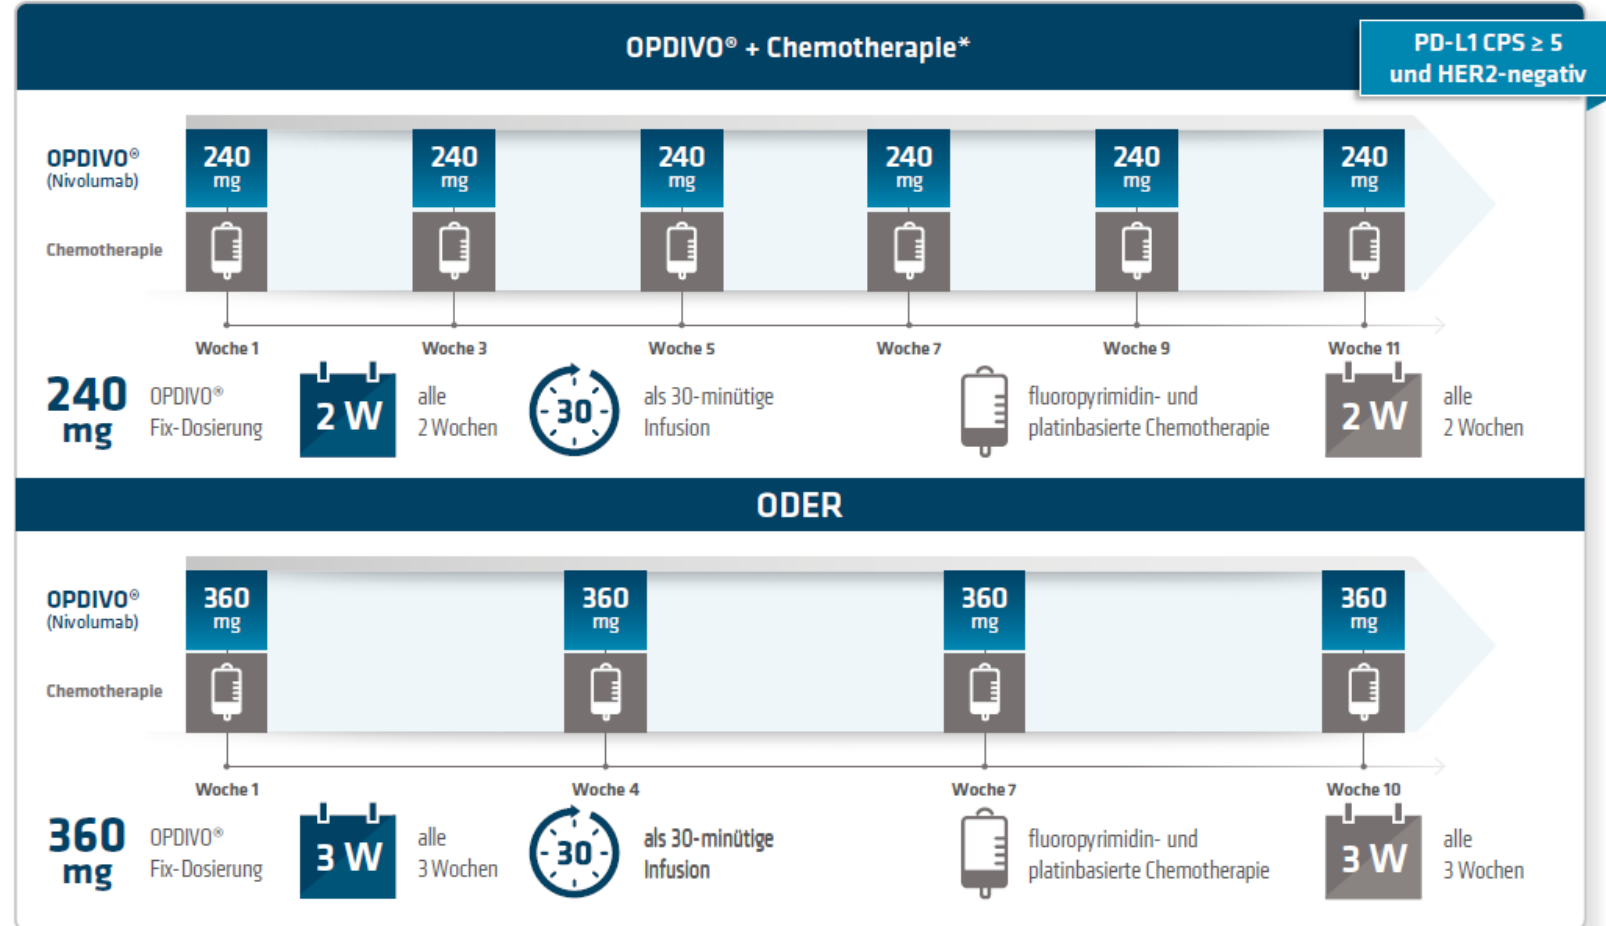 OPDIVO® + Chemotherapie*
PD-L1 CPS ≥ 5
und HER2-negativ
OPDIVO®
(Nivolumab)
240
mg
240
mg
240
mg
240
mg
240
mg
240
mg
Chemotherapie
Woche 1
Woche 3
Woche 5
Woche 7
Woche 9
Woche 11
240
mg
OPDIVO®
Fix-Dosierung
2 W
alle
2 Wochen
30
als 30-minütige
Infusion
fluoropyrimidin- und
platinbasierte Chemotherapie
2 W
alle
2 Wochen
ODER
OPDIVO®
(Nivolumab)
360
mg
360
mg
360
mg
360
mg
Chemotherapie
Woche 1
Woche 4
Woche 7
Woche 10
360
mg
OPDIVO®
Fix-Dosierung
3 W
alle
3 Wochen
30
als 30-minütige
Infusion
fluoropyrimidin- und
platinbasierte Chemotherapie
3 W
alle
3 Wochen